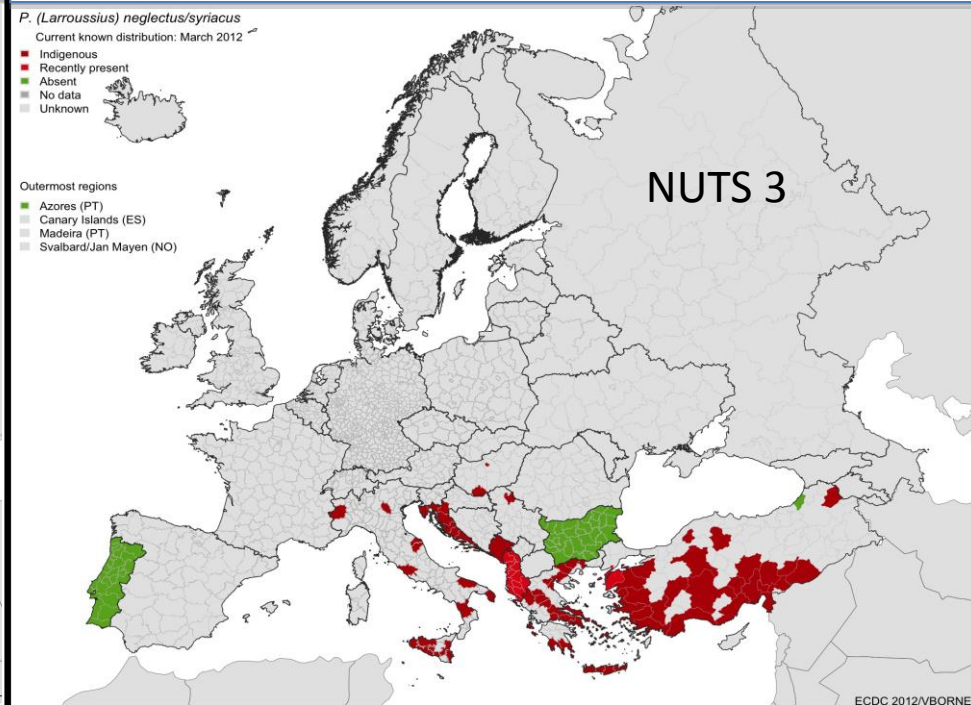 P. (Larroussius) neglectus/syriacus
Current known distribution: March 2012
Indigenous
Recently present
Absent
No data
Unknown
Outermost regions
Azores (PT)
Canary Islands (ES)
Madeira (PT)
Svalbard/Jan Mayen (NO)
NUTS 3
ECDC 2012/VBORNE